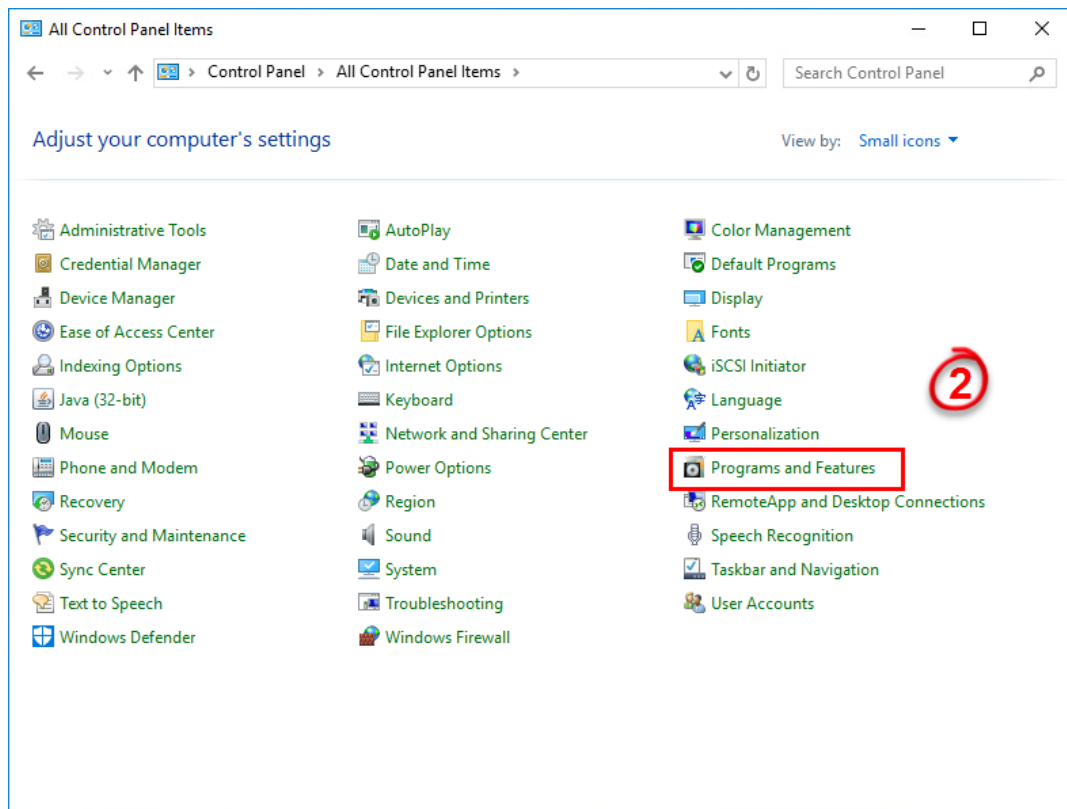 All Control Panel Items
Control Panel > All Control Panel Items >
Search Control Panel
Adjust your computer's settings
View by: Small icons
Administrative Tools
AutoPlay
Color Management
Credential Manager
Date and Time
Default Programs
Device Manager
Devices and Printers
Display
Ease of Access Center
File Explorer Options
Fonts
Indexing Options
Internet Options
iSCSI Initiator
2
Java (32-bit)
Keyboard
Language
Mouse
Network and Sharing Center
Personalization
Phone and Modem
Power Options
Programs and Features
Recovery
Region
RemoteApp and Desktop Connections
Security and Maintenance
Sound
Speech Recognition
Sync Center
System
Taskbar and Navigation
Text to Speech
Troubleshooting
User Accounts
Windows Defender
Windows Firewall